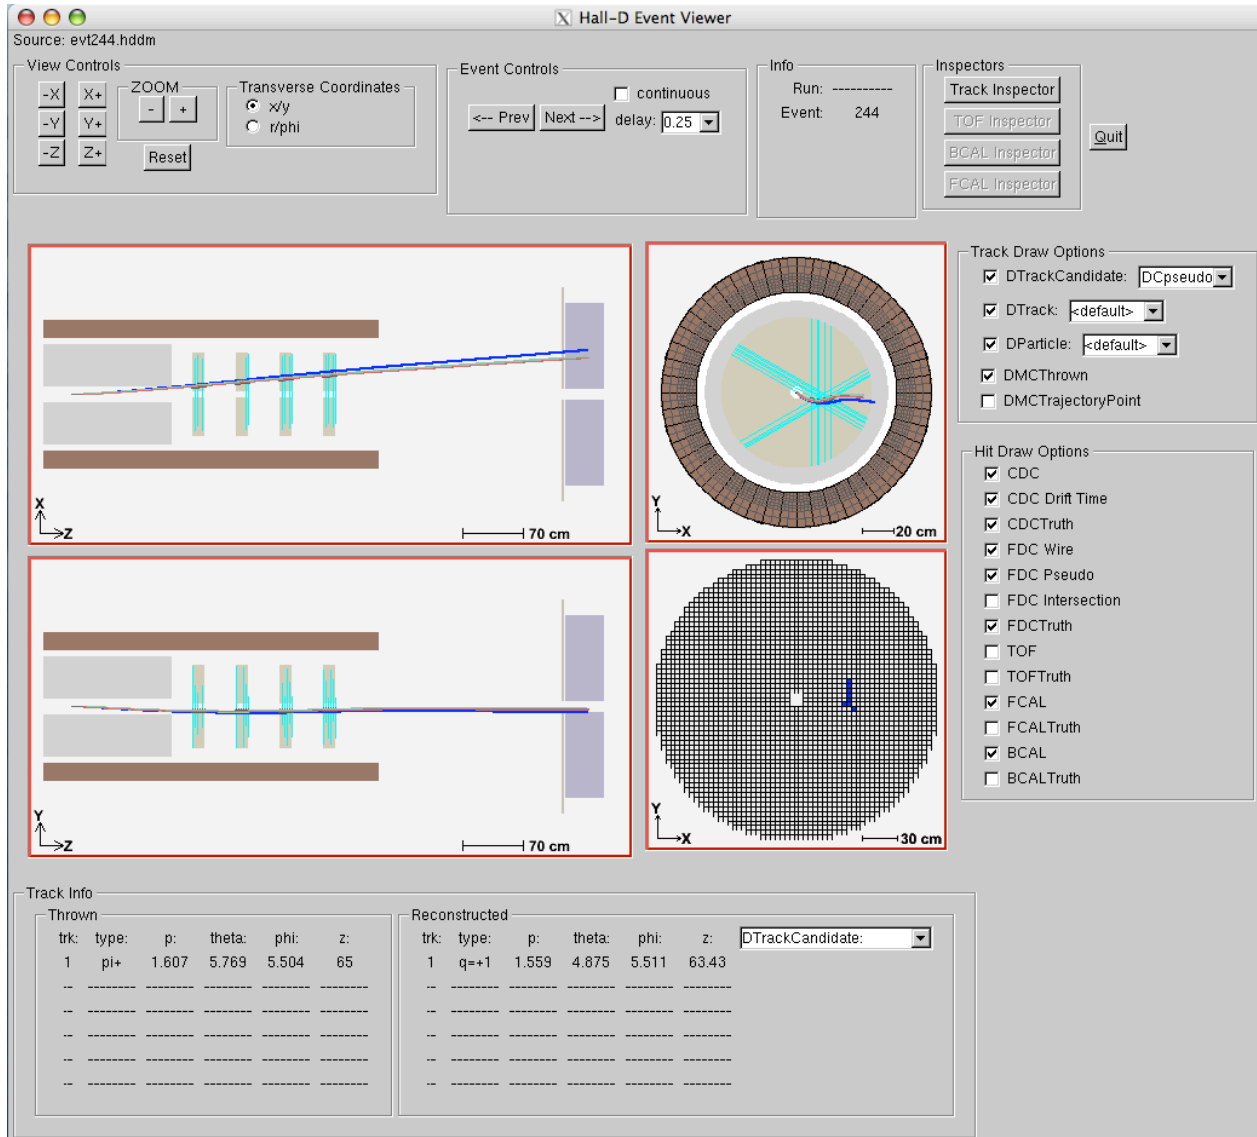 Hall-D Event Viewer
Source: evt244.hddm
View Controls
-X X+
-Y Y+
-Z Z+
ZOOM
- +
Reset
Transverse Coordinates
x/y
r/phi
Event Controls
<-- Prev Next -->
continuous
delay: 0.25
Info
Run: ----------
Event: 244
Inspectors
Track Inspector
TOF Inspector
BCAL Inspector
FCAL Inspector
Quit
X
Z
70 cm
Y
X
20 cm
Y
Z
70 cm
Y
X
30 cm
Track Draw Options
DTrackCandidate: DCpseudo
DTrack: <default>
DParticle: <default>
DMCThrown
DMCTrajectoryPoint
Hit Draw Options
CDC
CDC Drift Time
CDCTruth
FDC Wire
FDC Pseudo
FDC Intersection
FDCTruth
TOF
TOFTruth
FCAL
FCALTruth
BCAL
BCALTruth
Track Info
Thrown
trk: type: p: theta: phi: z:
1 pi+ 1.607 5.769 5.504 65
-- -------- -------- -------- -------- --------
-- -------- -------- -------- -------- --------
-- -------- -------- -------- -------- --------
-- -------- -------- -------- -------- --------
-- -------- -------- -------- -------- --------
Reconstructed
trk: type: p: theta: phi: z: DTrackCandidate:
1 q=+1 1.559 4.875 5.511 63.43
-- -------- -------- -------- -------- --------
-- -------- -------- -------- -------- --------
-- -------- -------- -------- -------- --------
-- -------- -------- -------- -------- --------
-- -------- -------- -------- -------- --------